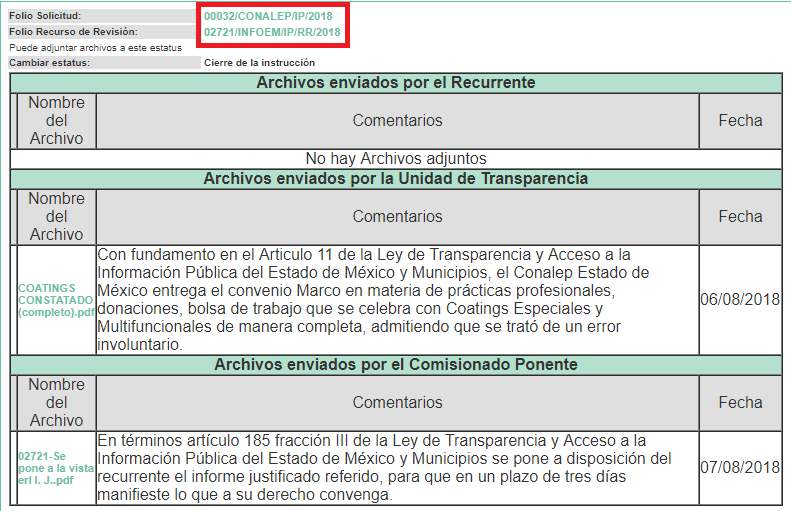 Folio Solicitud: 00032/CONALEP/IP/2018
Folio Recurso de Revisión: 02721/INFOEM/IP/RR/2018
Puede adjuntar archivos a este estatus
Cambiar estatus: Cierre de la instrucción
Archivos enviados por el Recurrente
Nombre del Archivo Comentarios Fecha
No hay Archivos adjuntos
Archivos enviados por la Unidad de Transparencia
Nombre del Archivo Comentarios Fecha
COATINGS
CONSTATADO
(completo).pdf
Con fundamento en el Articulo 11 de la Ley de Transparencia y Acceso a la
Información Pública del Estado de México y Municipios, el Conalep Estado de
México entrega el convenio Marco en materia de prácticas profesionales,
donaciones, bolsa de trabajo que se celebra con Coatings Especiales y
Multifuncionales de manera completa, admitiendo que se trató de un error
involuntario.
06/08/2018
Archivos enviados por el Comisionado Ponente
Nombre del Archivo Comentarios Fecha
02721-Se
pone a la vista
erl I. J..pdf
En términos artículo 185 fracción III de la Ley de Transparencia y Acceso a la
Información Pública del Estado de México y Municipios se pone a disposición del
recurrente el informe justificado referido, para que en un plazo de tres días
manifieste lo que a su derecho convenga.
07/08/2018